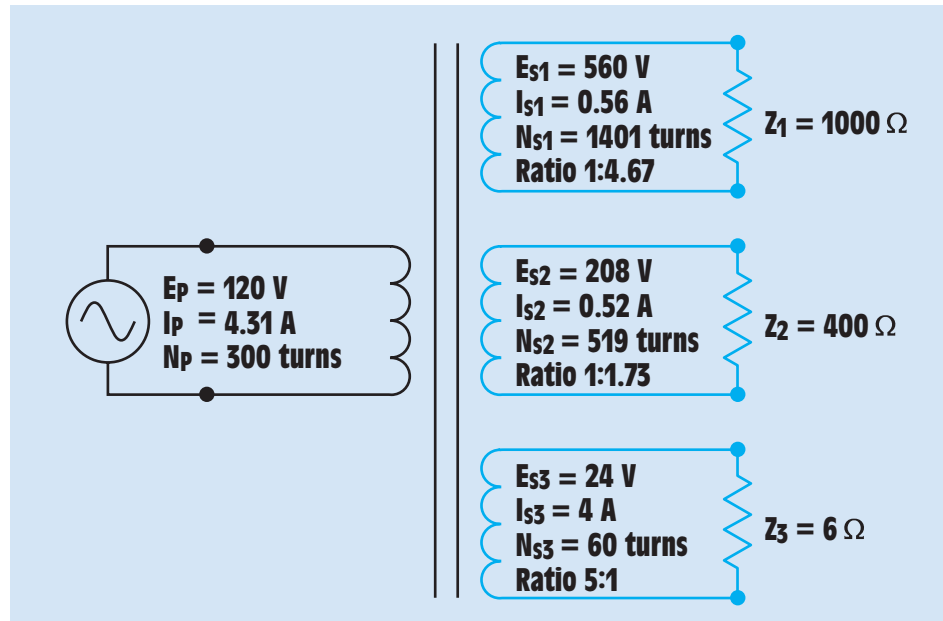 Es1 = 560 V
Is1 = 0.56 A
Ns1 = 1401 turns
Ratio 1:4.67
Z1 = 1000 Ω
EP = 120 V
IP = 4.31 A
NP = 300 turns
Es2 = 208 V
Is2 = 0.52 A
Ns2 = 519 turns
Ratio 1:1.73
Z2 = 400 Ω
Es3 = 24 V
Is3 = 4 A
Ns3 = 60 turns
Ratio 5:1
Z3 = 6 Ω